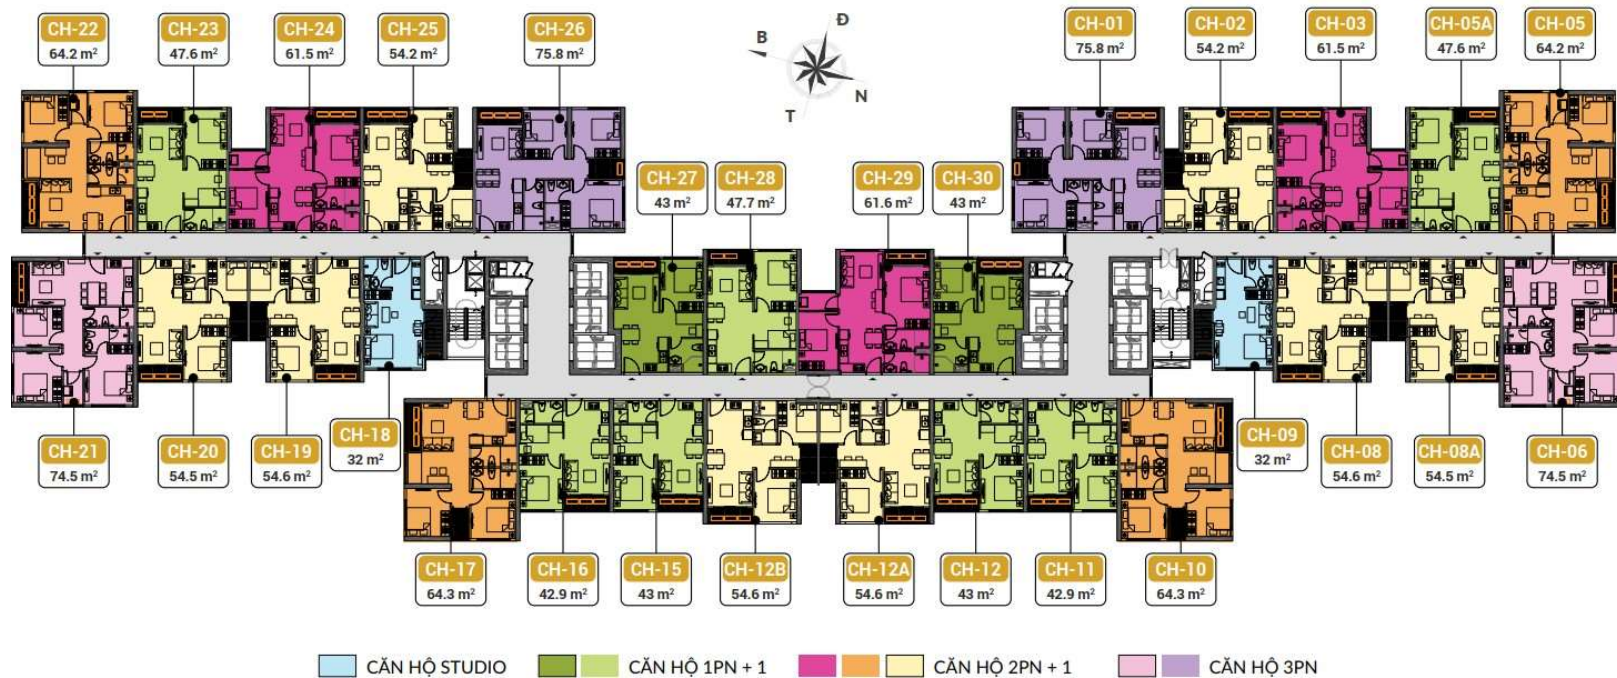 CH-22
64.2 m²
CH-23
47.6 m²
CH-24
61.5 m²
CH-25
54.2 m²
CH-26
75.8 m²
Đ
B
N
T
CH-01
75.8 m²
CH-02
54.2 m²
CH-03
61.5 m²
CH-05A
47.6 m²
CH-05
64.2 m²
CH-27
43 m²
CH-28
47.7 m²
CH-29
61.6 m²
CH-30
43 m²
CH-21
74.5 m²
CH-20
54.5 m²
CH-19
54.6 m²
CH-18
32 m²
CH-09
32 m²
CH-08
54.6 m²
CH-08A
54.5 m²
CH-06
74.5 m²
CH-17
64.3 m²
CH-16
42.9 m²
CH-15
43 m²
CH-12B
54.6 m²
CH-12A
54.6 m²
CH-12
43 m²
CH-11
42.9 m²
CH-10
64.3 m²
CĂN HỘ STUDIO
CĂN HỘ 1PN + 1
CĂN HỘ 2PN + 1
CĂN HỘ 3PN